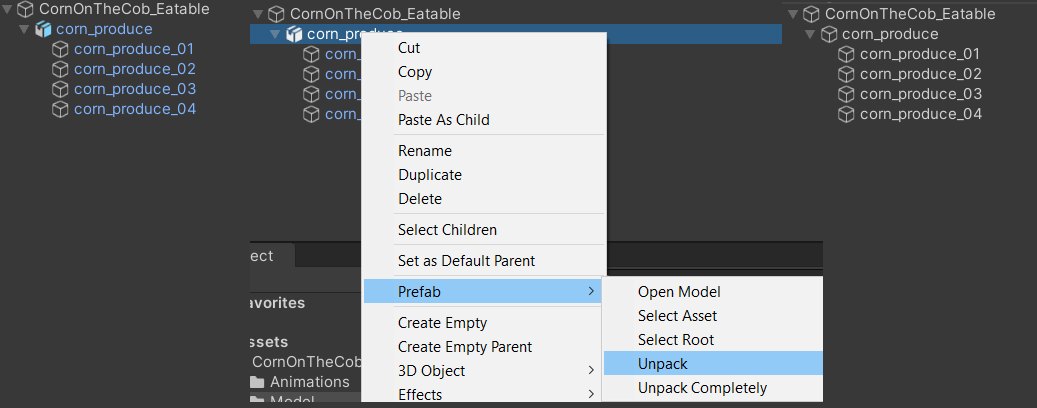 CornOnTheCob_Eatable
corn_produce
corn_produce_01
corn_produce_02
corn_produce_03
corn_produce_04
CornOnTheCob_Eatable
corn_produce
corn_
corn_
corn_
corn_
Cut
Copy
Paste
Paste As Child
Rename
Duplicate
Delete
Select Children
Set as Default Parent
Prefab
Create Empty
Create Empty Parent
3D Object
Effects
Open Model
Select Asset
Select Root
Unpack
Unpack Completely
ect
avorites
ssets
CornOnTheCob
Animations
Model
CornOnTheCob_Eatable
corn_produce
corn_produce_01
corn_produce_02
corn_produce_03
corn_produce_04